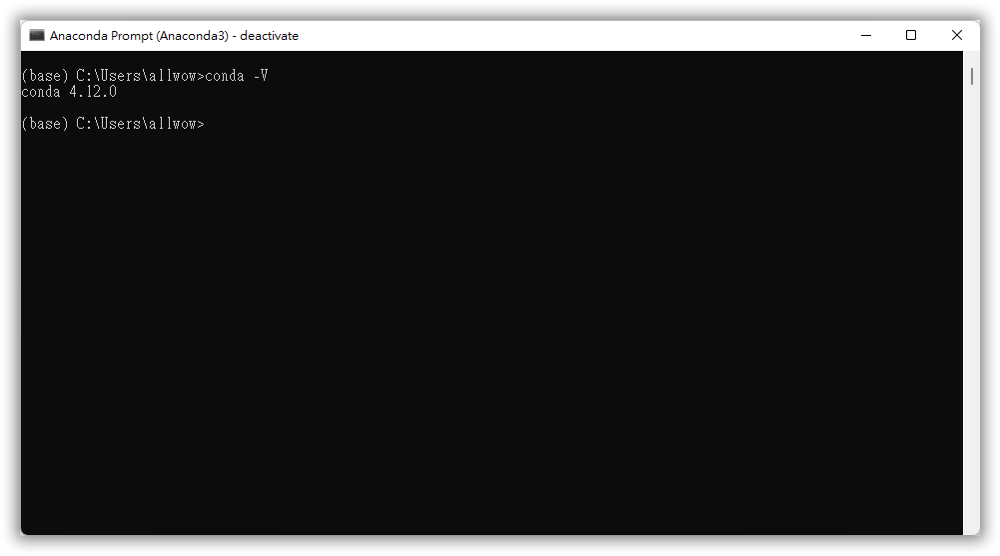 Anaconda Prompt (Anaconda3) - deactivate
(base) C:\Users\allwow>conda -V
conda 4.12.0
(base) C:\Users\allwow>